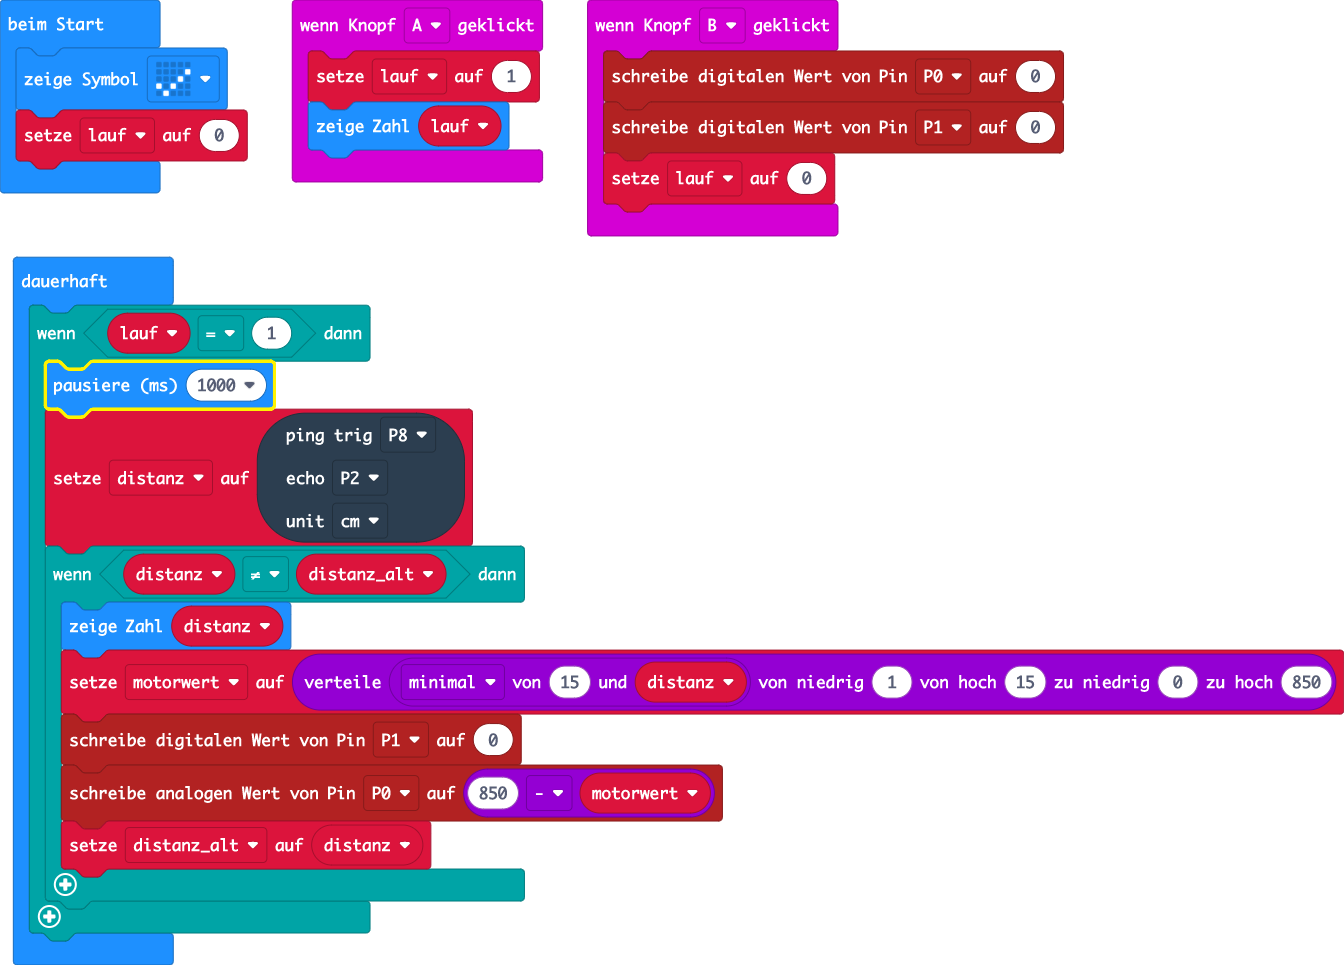 beim Start
zeige Symbol
setze lauf auf 0
wenn Knopf A geklickt
setze lauf auf 1
zeige Zahl lauf
wenn Knopf B geklickt
schreibe digitalen Wert von Pin P0 auf 0
schreibe digitalen Wert von Pin P1 auf 0
setze lauf auf 0
dauerhaft
wenn lauf = 1 dann
pausiere (ms) 1000
ping trig P8
setze distanz auf echo P2
unit cm
wenn distanz ≠ distanz_alt dann
zeige Zahl distanz
setze motorwert auf verteile minimal von 15 und distanz von niedrig 1 von hoch 15 zu niedrig 0 zu hoch 850
schreibe digitalen Wert von Pin P1 auf 0
schreibe analogen Wert von Pin P0 auf 850 - motorwert
setze distanz_alt auf distanz